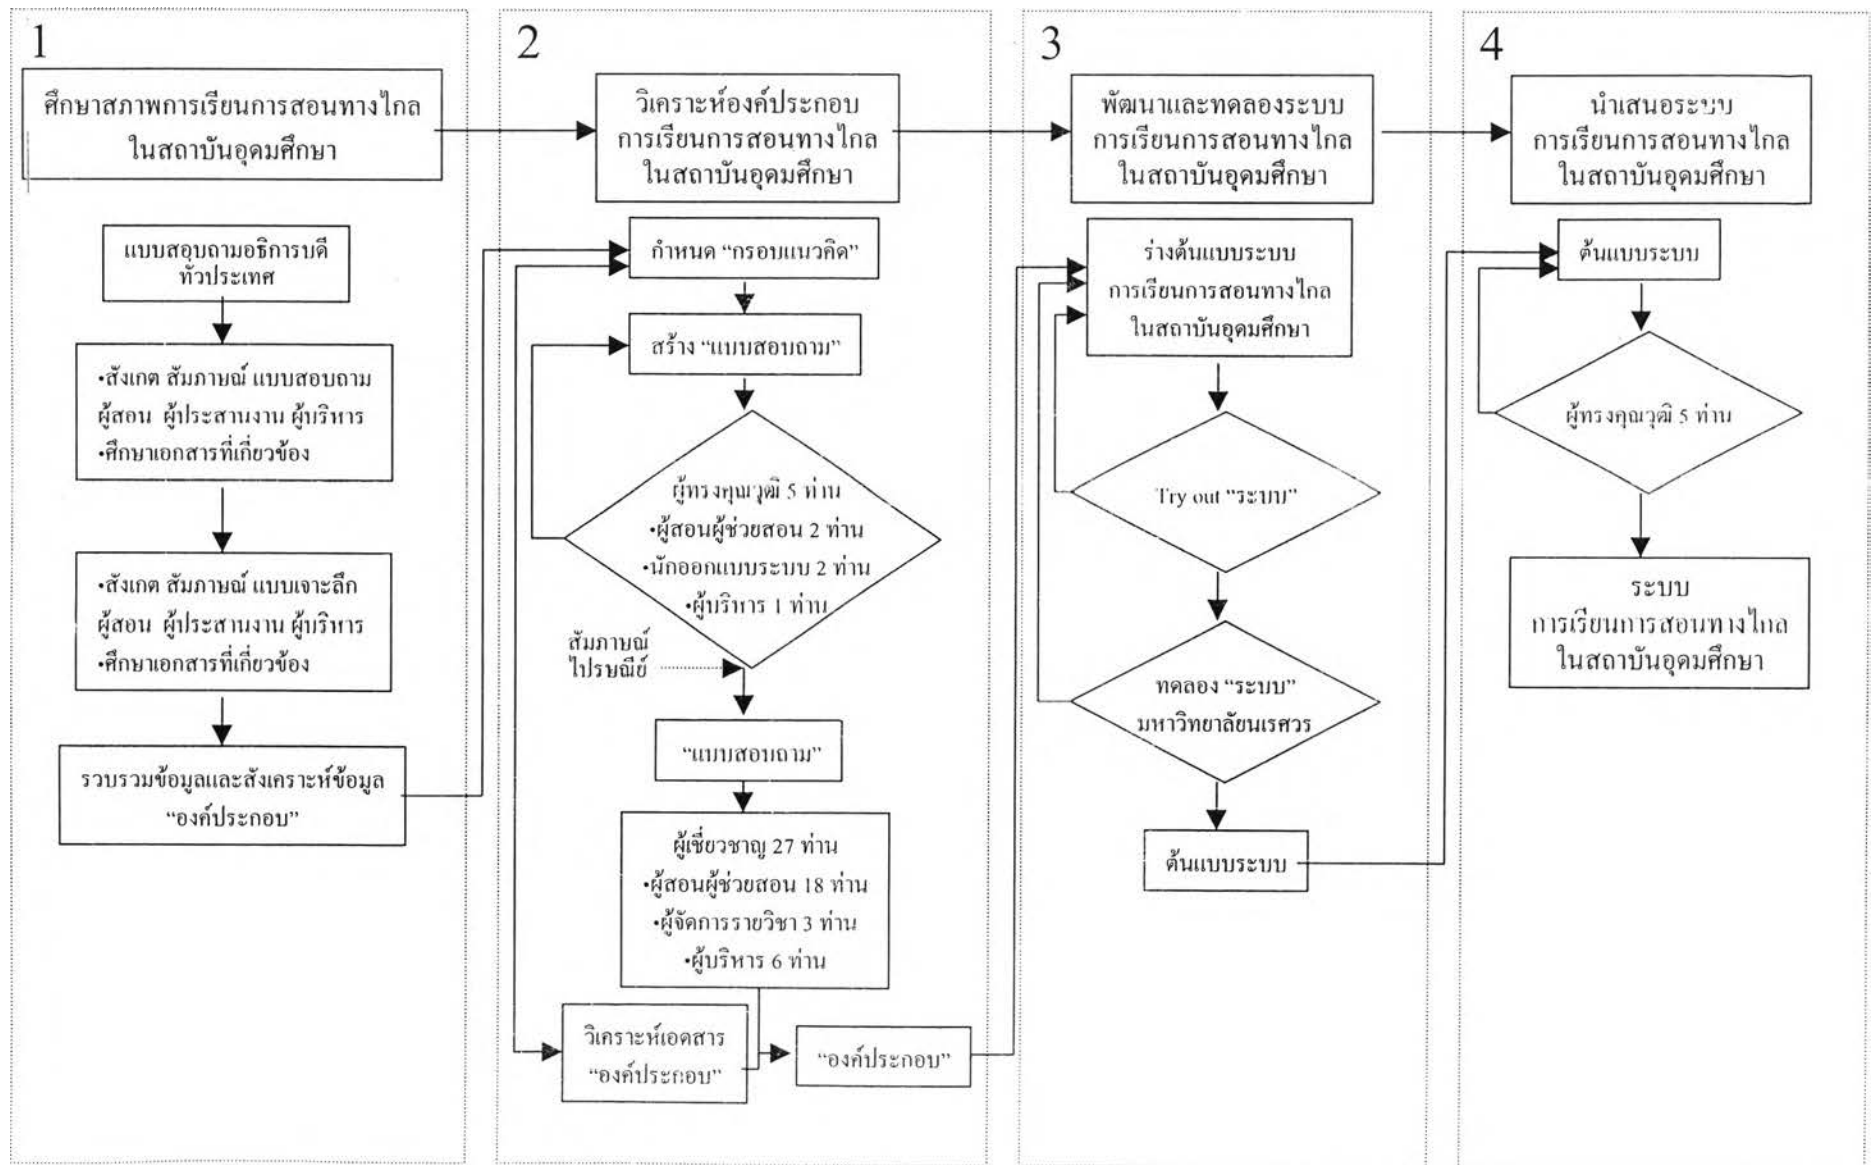 1
ศึกษาสภาพการเรียนการสอนทางไกล
ในสถาบันอุดมศึกษา
แบบสอบถามอธิการบดี
ทั่วประเทศ
•สังเกต สัมภาษณ์ แบบสอบถาม
ผู้สอน ผู้ประสานงาน ผู้บริหาร
•ศึกษาเอกสารที่เกี่ยวข้อง
•สังเกต สัมภาษณ์ แบบเจาะลึก
ผู้สอน ผู้ประสานงาน ผู้บริหาร
•ศึกษาเอกสารที่เกี่ยวข้อง
รวบรวมข้อมูลและสังเคราะห์ข้อมูล
“องค์ประกอบ”
2
วิเคราะห์องค์ประกอบ
การเรียนการสอนทางไกล
ในสถาบันอุดมศึกษา
กำหนด “กรอบแนวคิด”
สร้าง “แบบสอบถาม”
ผู้ทรงคุณวุฒิ 5 ท่าน
•ผู้สอนผู้ช่วยสอน 2 ท่าน
•นักออกแบบระบบ 2 ท่าน
•ผู้บริหาร 1 ท่าน
สัมภาษณ์
ไปรษณีย์
“แบบสอบถาม”
ผู้เชี่ยวชาญ 27 ท่าน
•ผู้สอนผู้ช่วยสอน 18 ท่าน
•ผู้จัดการรายวิชา 3 ท่าน
•ผู้บริหาร 6 ท่าน
วิเคราะห์เอดสาร
“องค์ประกอบ”
“องค์ประกอบ”
3
พัฒนาและทดลองระบบ
การเรียนการสอนทางไกล
ในสถาบันอุดมศึกษา
ร่างต้นแบบระบบ
การเรียนการสอนทางไกล
ในสถาบันอุดมศึกษา
Try out “ระบบ”
ทดลอง “ระบบ”
มหาวิทยาลัยนเรศวร
ต้นแบบระบบ
4
นำเสนอระบบ
การเรียนการสอนทางไกล
ในสถาบันอุดมศึกษา
ต้นแบบระบบ
ผู้ทรงคุณวุฒิ 5 ท่าน
ระบบ
การเรียนการสอนทางไกล
ในสถาบันอุดมศึกษา